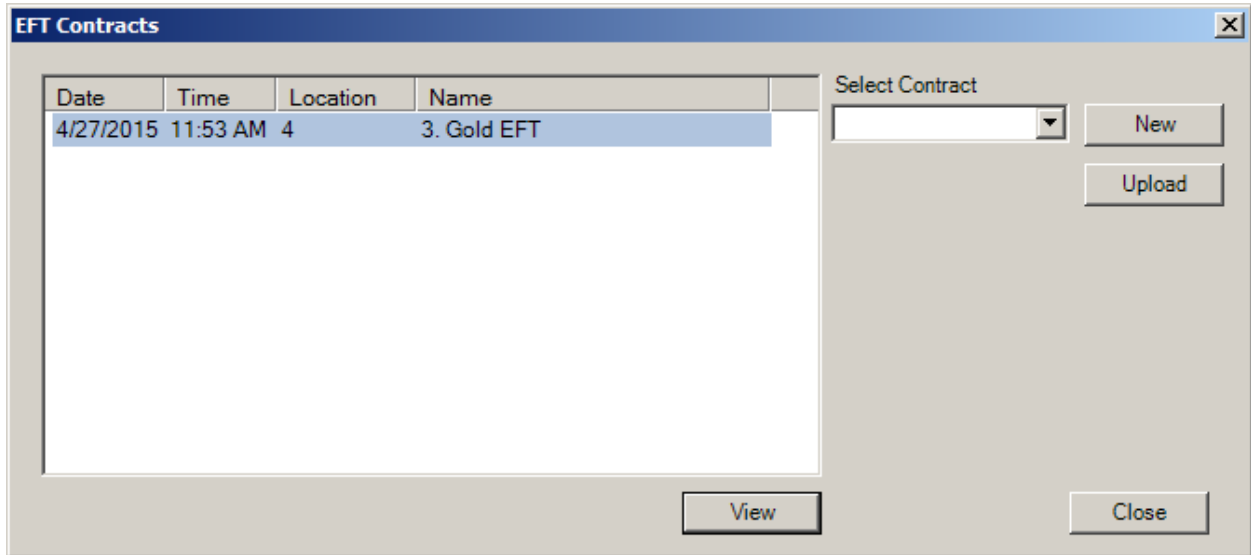 EFT Contracts
Date Time Location Name
4/27/2015 11:53 AM 4 3. Gold EFT
Select Contract
New
Upload
View
Close